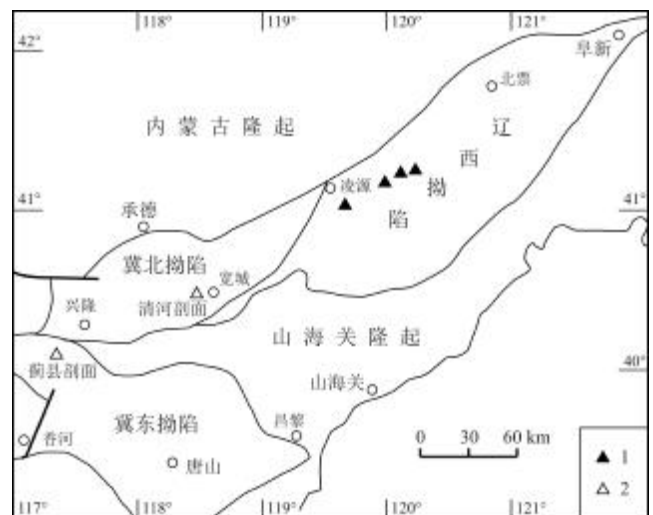 118° 119° 120° 121°
42°
阜新
北票
内蒙古隆起
辽西拗陷
凌源
41° 41°
承德
冀北拗陷
宽城
清河剖面
兴隆
山海关隆起
蓟县剖面
40°
山海关
冀东拗陷
昌黎
香河
唐山
0 30 60 km
1
2
117° 118° 119° 120° 121°